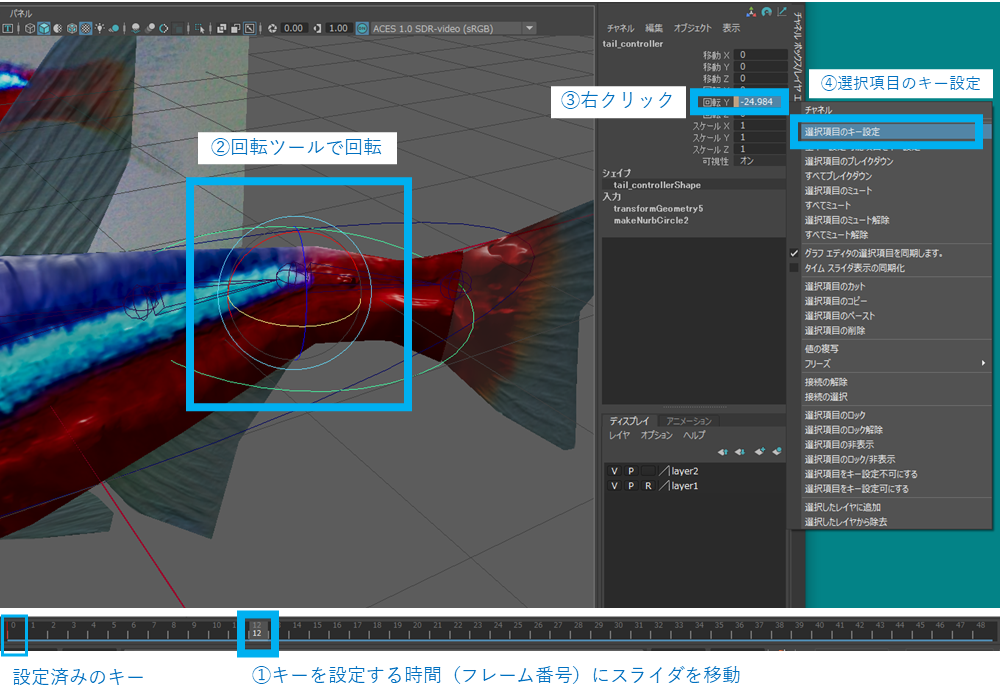 パネル
0.00
1.00
ACES 1.0 SDR-video (sRGB)
チャネル 編集 オブジェクト 表示
tail_controller
移動 X 0
移動 Y 0
移動 Z 0
回転 Y -24.984
スケール X 1
スケール Y 1
スケール Z 1
可視性 オン
シェイプ
tail_controllerShape
入力
transformGeometry5
makeNurbCircle2
チャネル ボックス/レイヤ エ
②回転ツールで回転
③右クリック
④選択項目のキー設定
チャネル
選択項目のキー設定
選択項目のブレイクダウン
すべてブレイクダウン
選択項目のミュート
すべてミュート
選択項目のミュート解除
すべてミュート解除
グラフ エディタの選択項目を同期します。
タイム スライダ表示の同期化
選択項目のカット
選択項目のコピー
選択項目のペースト
選択項目の削除
値の複写
フリーズ
接続の解除
接続の選択
選択項目のロック
選択項目のロック解除
選択項目の非表示
選択項目のロック/非表示
選択項目をキー設定不可にする
選択項目をキー設定可にする
選択したレイヤに追加
選択したレイヤから除去
ディスプレイ アニメーション
レイヤ オプション ヘルプ
V P layer2
V P R layer1
0 1 2 3 4 5 6 7 8 9 10 11 12 14 15 16 17 18 19 20 21 22 23 24 25 26 27 28 29 30 31 32 33 34 35 36 37 38 39 40 41 42 43 44 45 46 47 48
12
設定済みのキー
①キーを設定する時間（フレーム番号）にスライダを移動